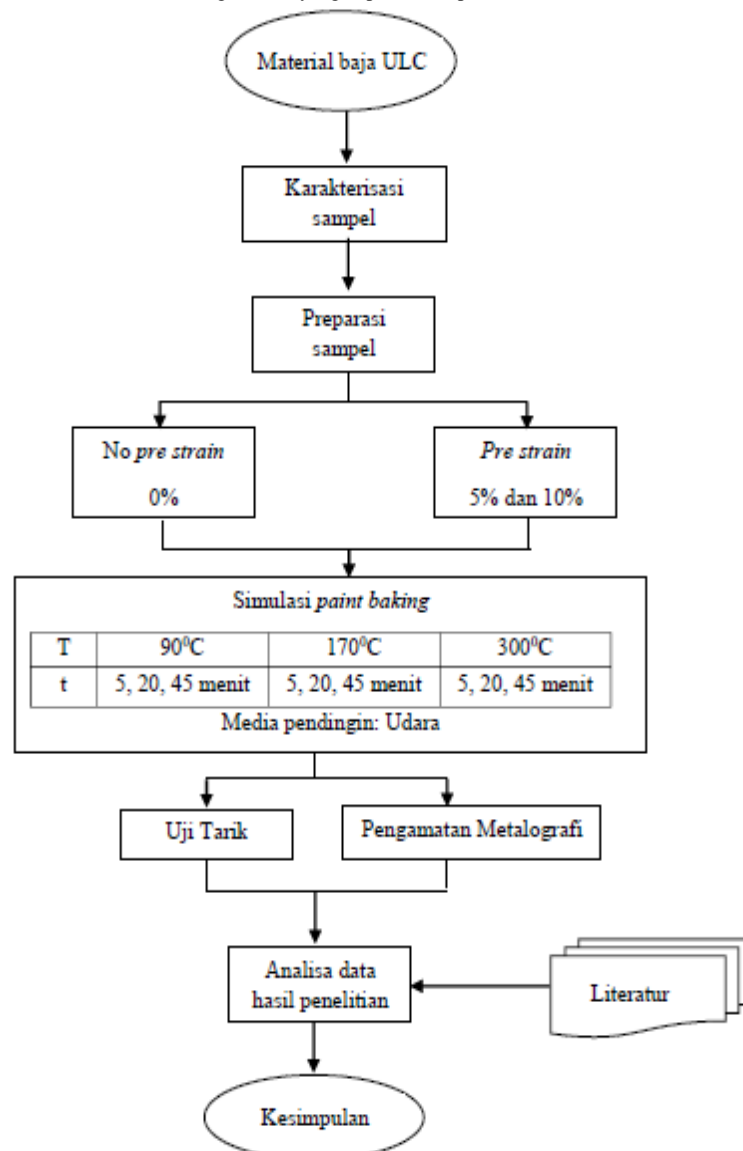 Material baja ULC
Karakterisasi
sampel
Preparasi
sampel
No pre strain
0%
Pre strain
5% dan 10%
Simulasi paint baking
T 90⁰C 170⁰C 300⁰C
t 5, 20, 45 menit 5, 20, 45 menit 5, 20, 45 menit
Media pendingin: Udara
Uji Tarik
Pengamatan Metalografi
Analisa data
hasil penelitian
Literatur
Kesimpulan